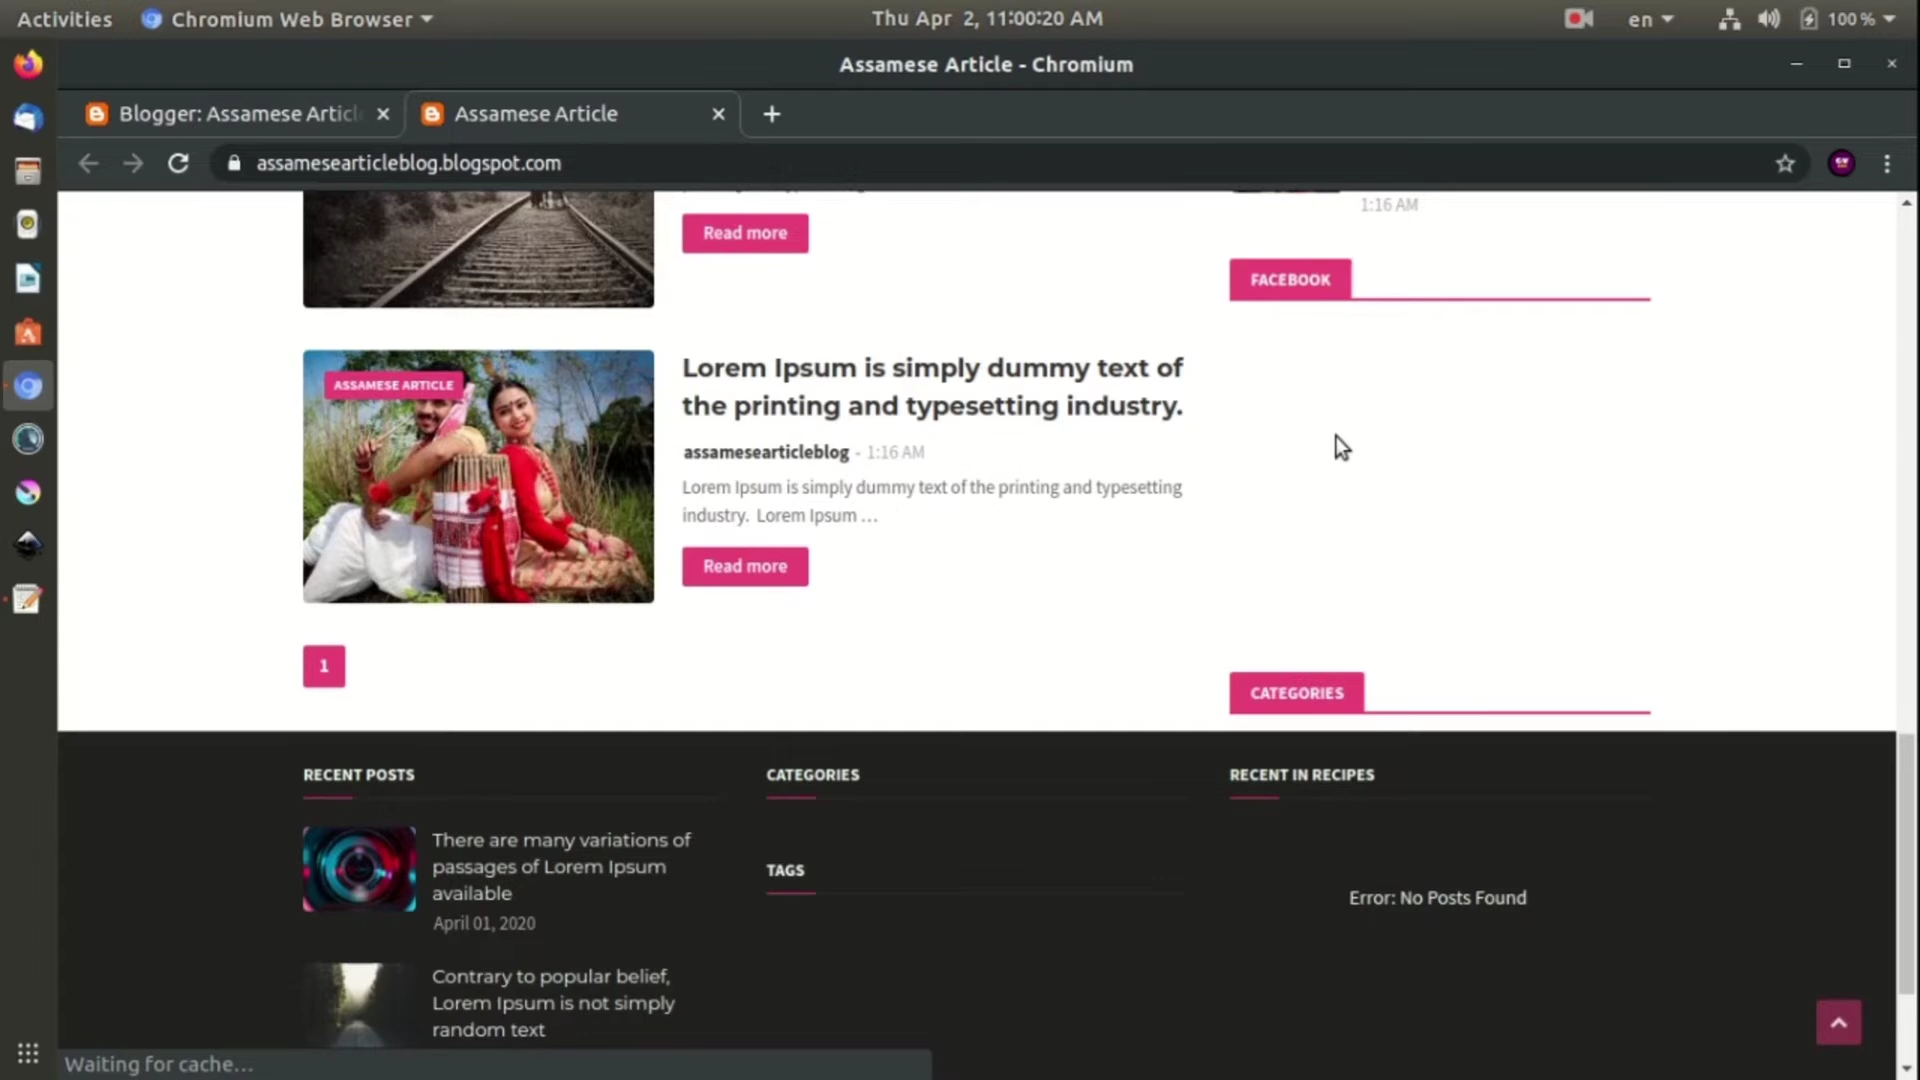 Activities
Chromium Web Browser
Thu Apr 2, 11:00:20 AM
en
100 %
Assamese Article - Chromium
Blogger: Assamese Articl
Assamese Article
assamesearticleblog.blogspot.com
Read more
1:16 AM
FACEBOOK
ASSAMESE ARTICLE
Lorem Ipsum is simply dummy text of
the printing and typesetting industry.
assamesearticleblog - 1:16 AM
Lorem Ipsum is simply dummy text of the printing and typesetting
industry. Lorem Ipsum ...
Read more
1
CATEGORIES
RECENT POSTS
There are many variations of
passages of Lorem Ipsum
available
April 01, 2020
Contrary to popular belief,
Lorem Ipsum is not simply
random text
CATEGORIES
TAGS
RECENT IN RECIPES
Error: No Posts Found
Waiting for cache...